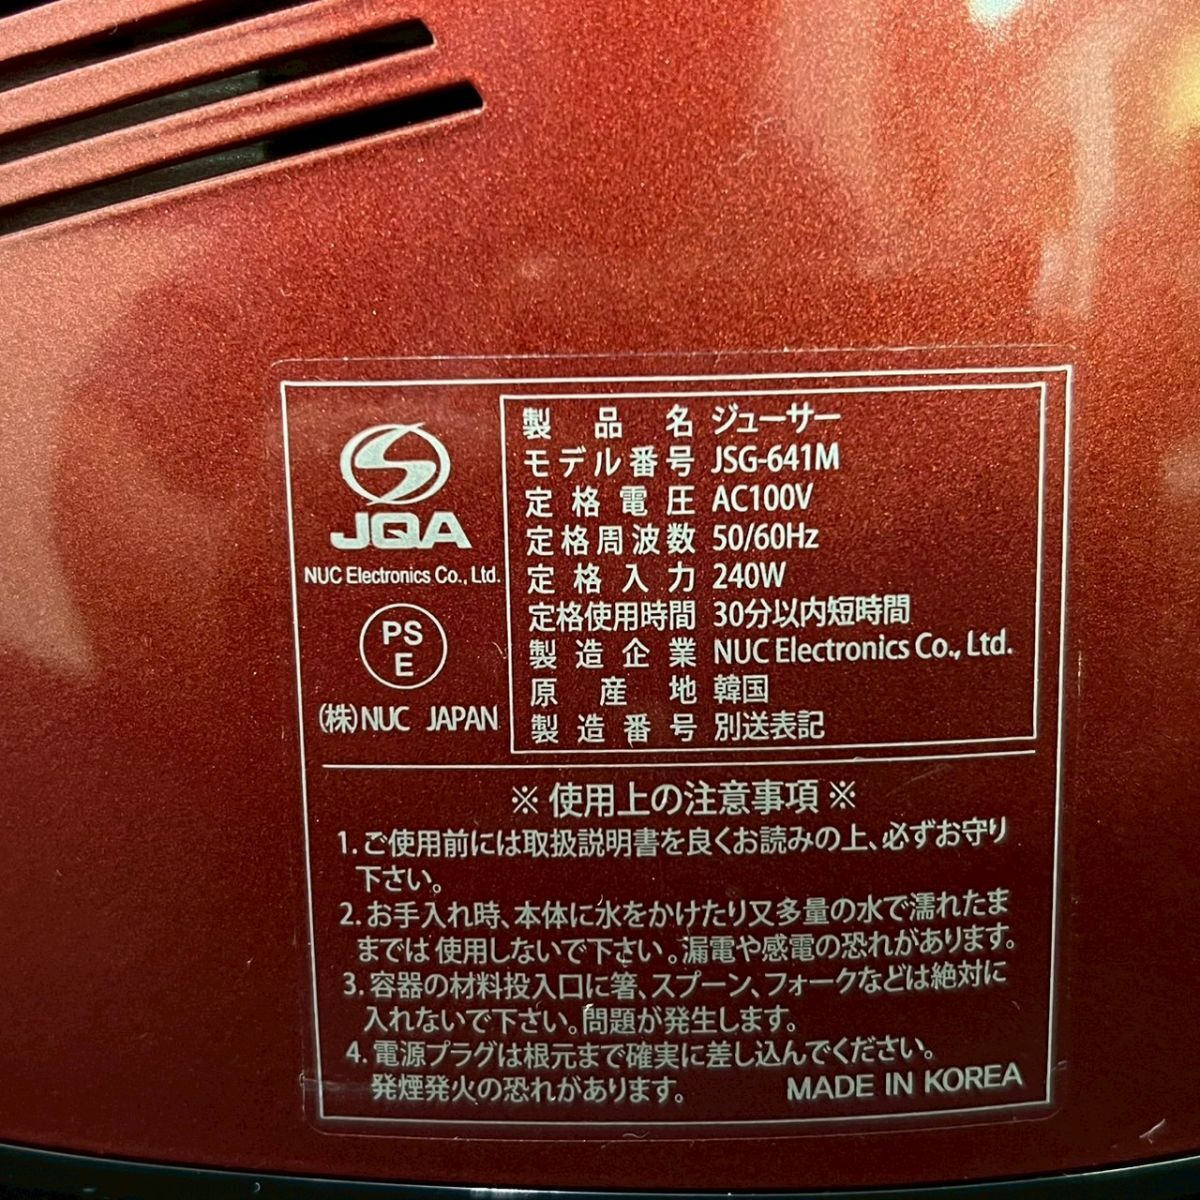 JQA
NUC Electronics Co., Ltd.
PS
E
(株)NUC JAPAN
製品名 ジューサー
モデル番号 JSG-641M
定格電圧 AC100V
定格周波数 50/60Hz
定格入力 240W
定格使用時間 30分以内短時間
製造企業 NUC Electronics Co., Ltd.
原産地 韓国
製造番号 別送表記
※ 使用上の注意事項 ※
1. ご使用前には取扱説明書を良くお読みの上、必ずお守り
下さい。
2. お手入れ時、本体に水をかけたり又多量の水で濡れたま
までは 使用しないで下さい。漏電や感電の恐れがあります。
3. 容器の材料投入口に箸、スプーン、フォークなどは絶対に
入れないで下さい。問題が発生します。
4. 電源プラグは根元まで確実に差し込んでください。
発煙発火の恐れがあります。
MADE IN KOREA